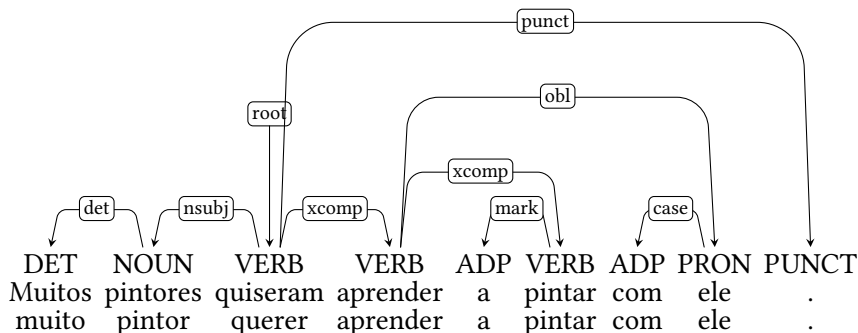 punct
root
obl
xcomp
det nsubj xcomp mark case
DET NOUN VERB VERB ADP VERB ADP PRON PUNCT
Muitos pintores quiseram aprender a pintar com ele .
muito pintor querer aprender a pintar com ele .